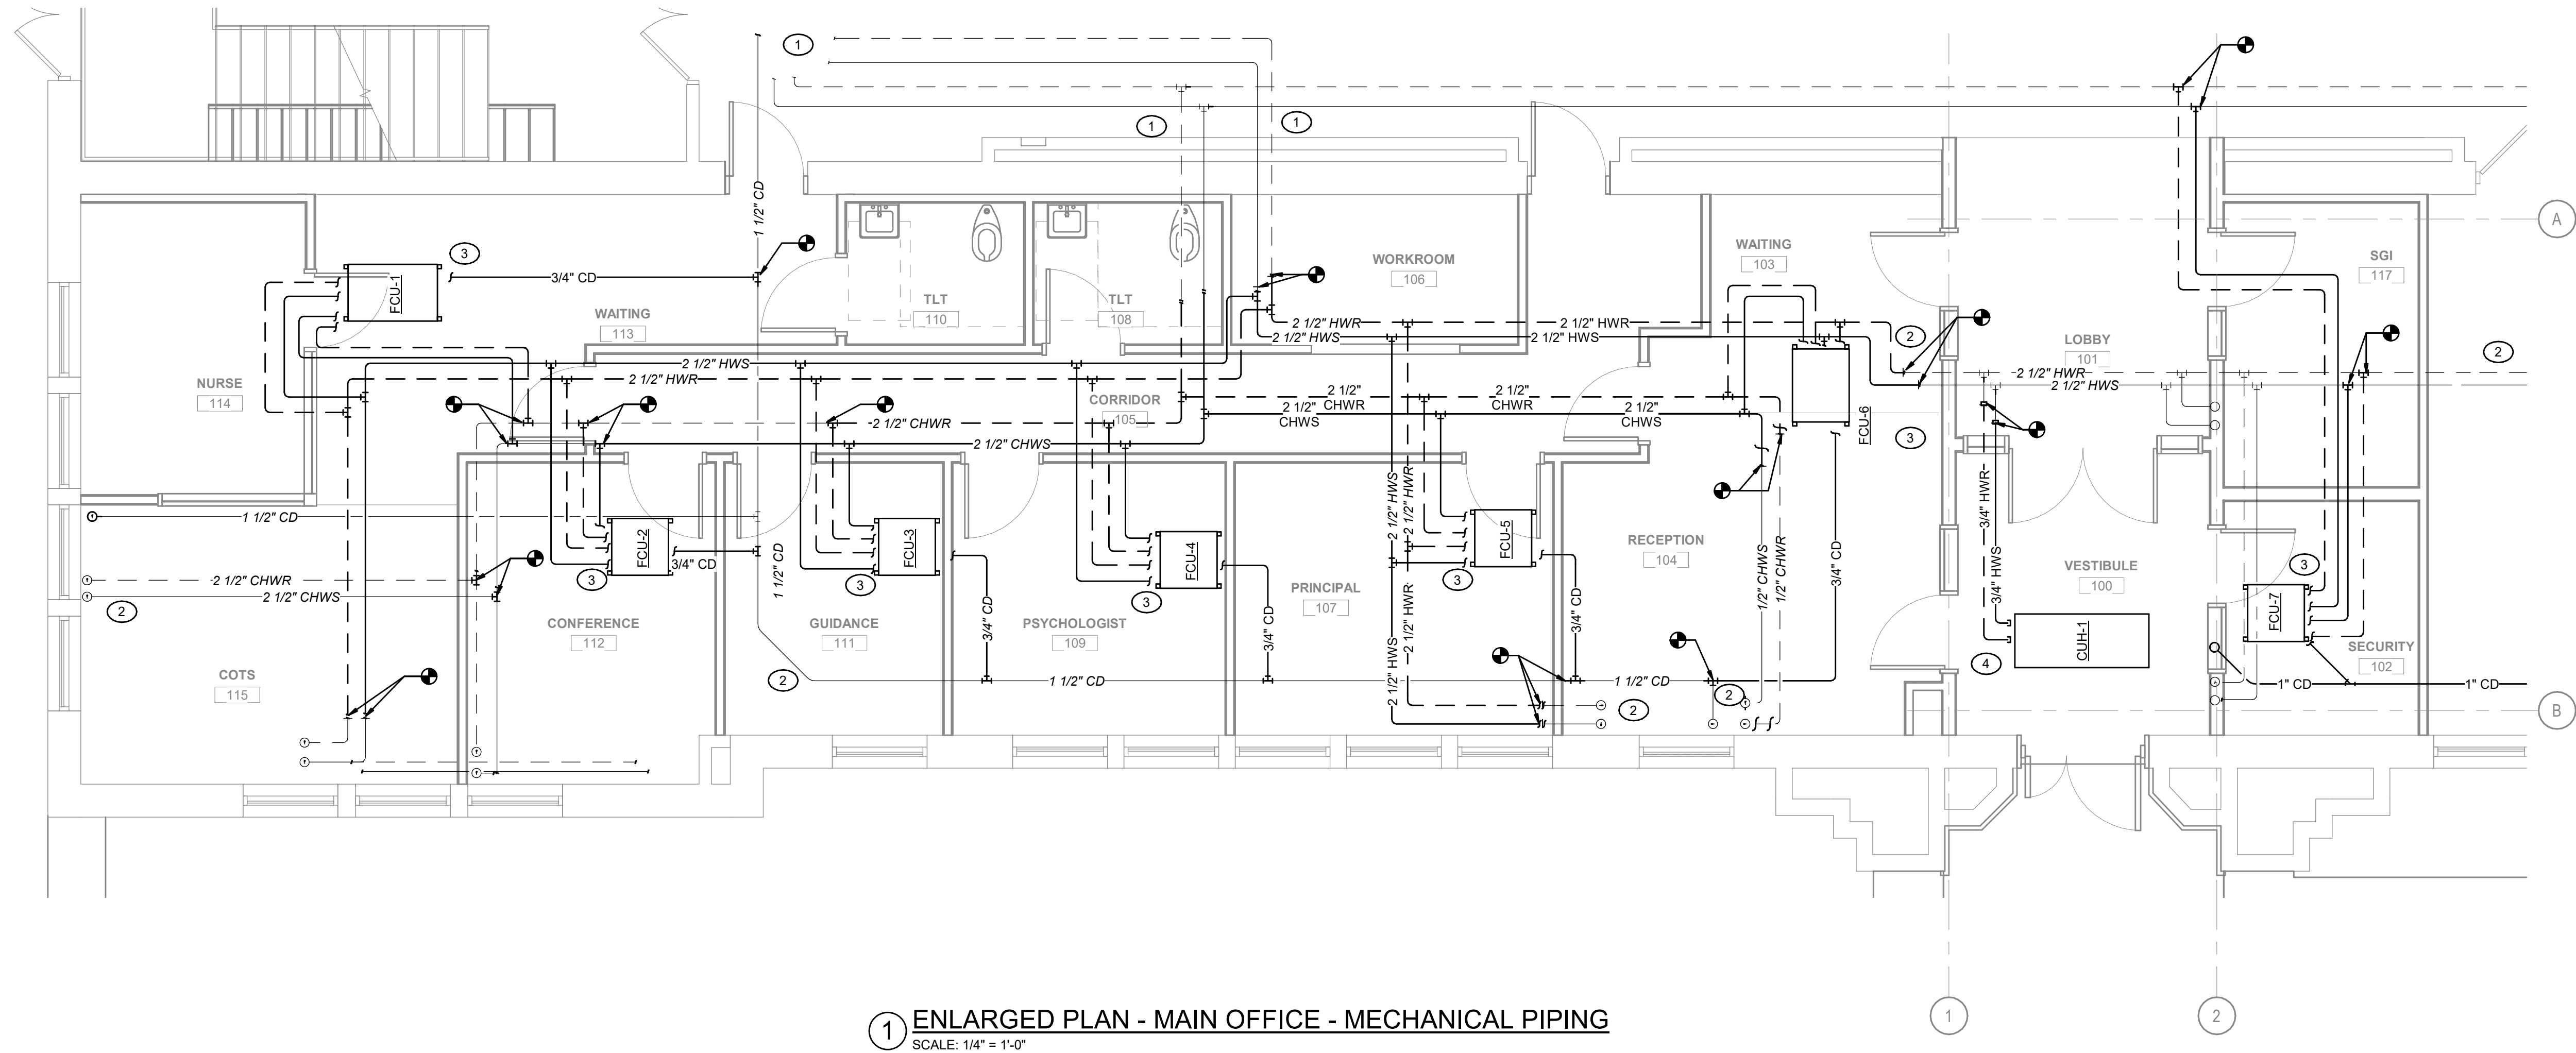 1
1
1
A
1 1/2" CD
3
3/4" CD
FCU-1
WAITING
113
TLT
110
TLT
108
WORKROOM
106
WAITING
103
SGI
117
2 1/2" HWR
2 1/2" HWS
2 1/2" HWR
2 1/2" HWS
2
LOBBY
101
2
2 1/2" HWR
2 1/2" HWS
NURSE
114
2 1/2" HWS
2 1/2" HWR
CORRIDOR
105
2 1/2" CHWR
2 1/2" CHWS
2 1/2"
CHWR
2 1/2"
CHWR
2 1/2"
CHWS
2 1/2"
CHWS
FCU-6
3
1 1/2" CD
2 1/2" CHWR
2 1/2" CHWS
2
FCU-2
3
3/4" CD
1 1/2" CD
FCU-3
3
3/4" CD
FCU-4
3
3/4" CD
2 1/2" HWS
2 1/2" HWR
FCU-5
3
3/4" CD
RECEPTION
104
1/2" CHWS
1/2" CHWR
3/4" CD
3/4" HWR
3/4" HWS
VESTIBULE
100
CUH-1
4
3
FCU-7
SECURITY
102
CONFERENCE
112
GUIDANCE
111
PSYCHOLOGIST
109
PRINCIPAL
107
COTS
115
2
1 1/2" CD
2 1/2" HWS
2 1/2" HWR
1 1/2" CD
2
2
1" CD
1" CD
B
1
2
1 ENLARGED PLAN - MAIN OFFICE - MECHANICAL PIPING
SCALE: 1/4" = 1'-0"